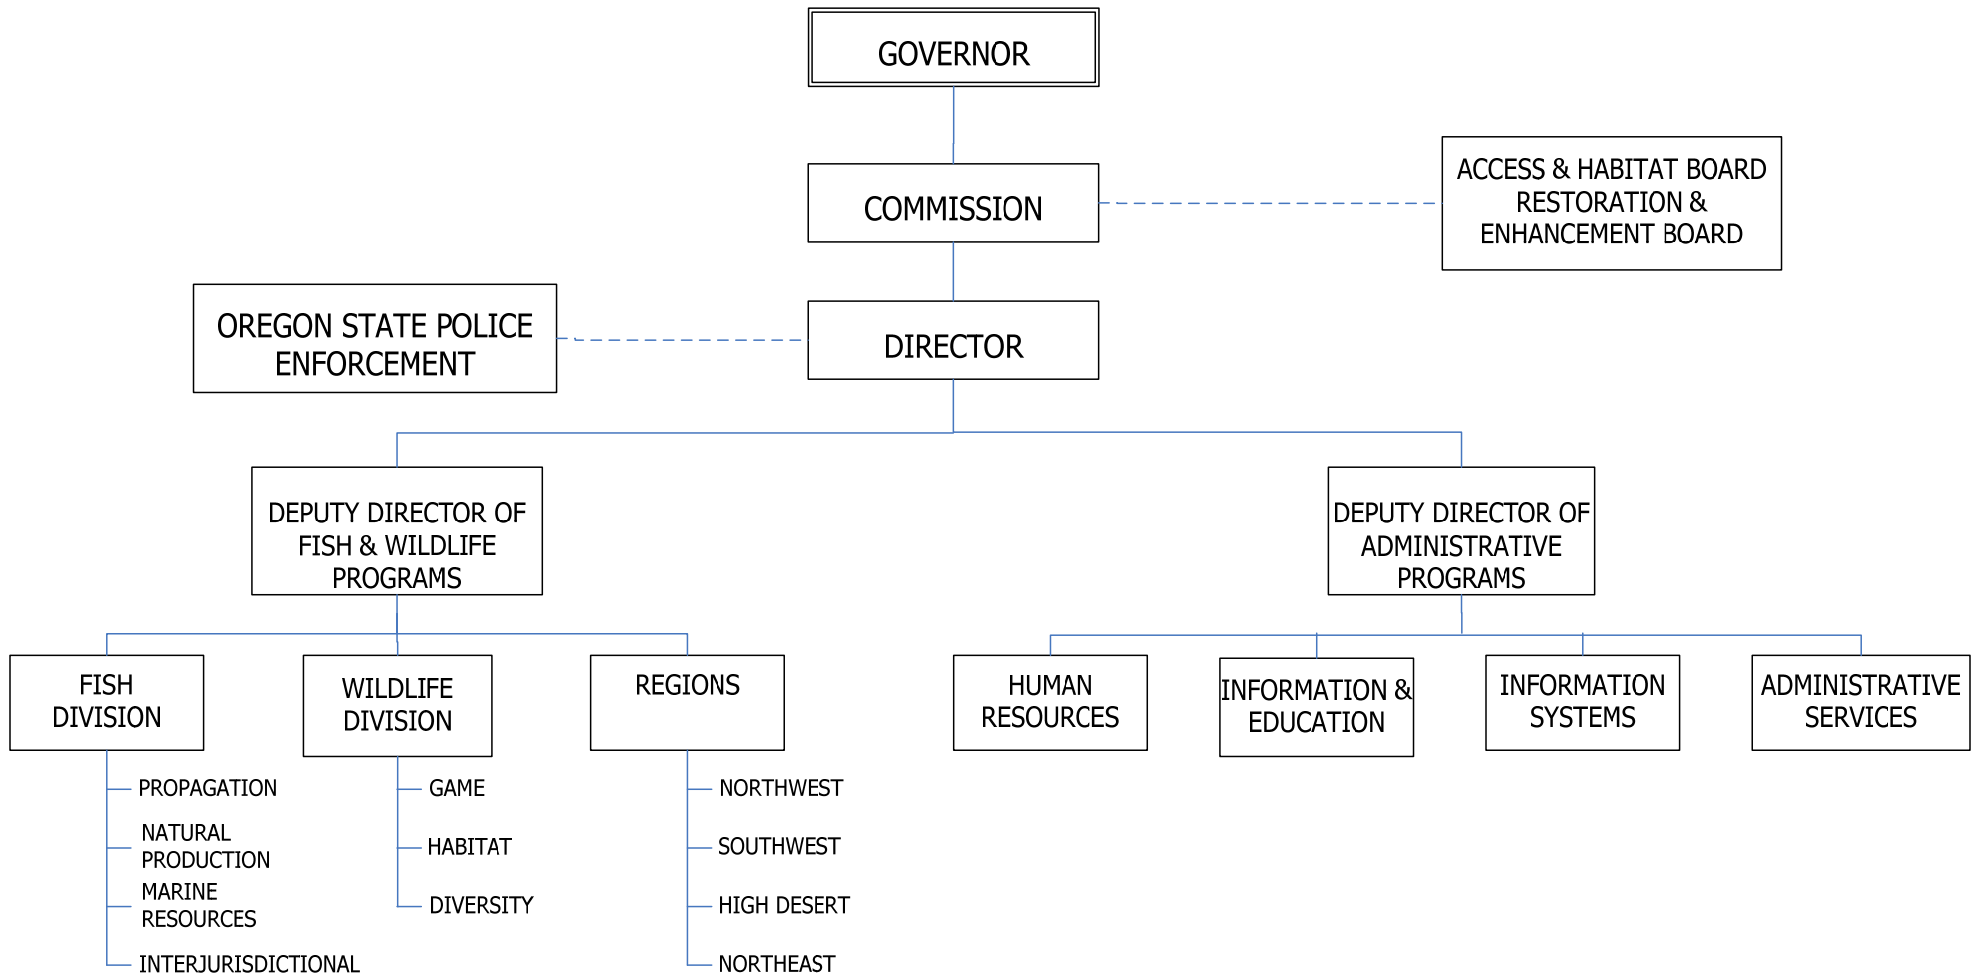 GOVERNOR
COMMISSION
ACCESS & HABITAT BOARD
RESTORATION &
ENHANCEMENT BOARD
OREGON STATE POLICE
ENFORCEMENT
DIRECTOR
DEPUTY DIRECTOR OF
FISH & WILDLIFE
PROGRAMS
DEPUTY DIRECTOR OF
ADMINISTRATIVE
PROGRAMS
FISH
DIVISION
WILDLIFE
DIVISION
REGIONS
HUMAN
RESOURCES
INFORMATION &
EDUCATION
INFORMATION
SYSTEMS
ADMINISTRATIVE
SERVICES
PROPAGATION
NATURAL
PRODUCTION
MARINE
RESOURCES
INTERJURISDICTIONAL
GAME
HABITAT
DIVERSITY
NORTHWEST
SOUTHWEST
HIGH DESERT
NORTHEAST